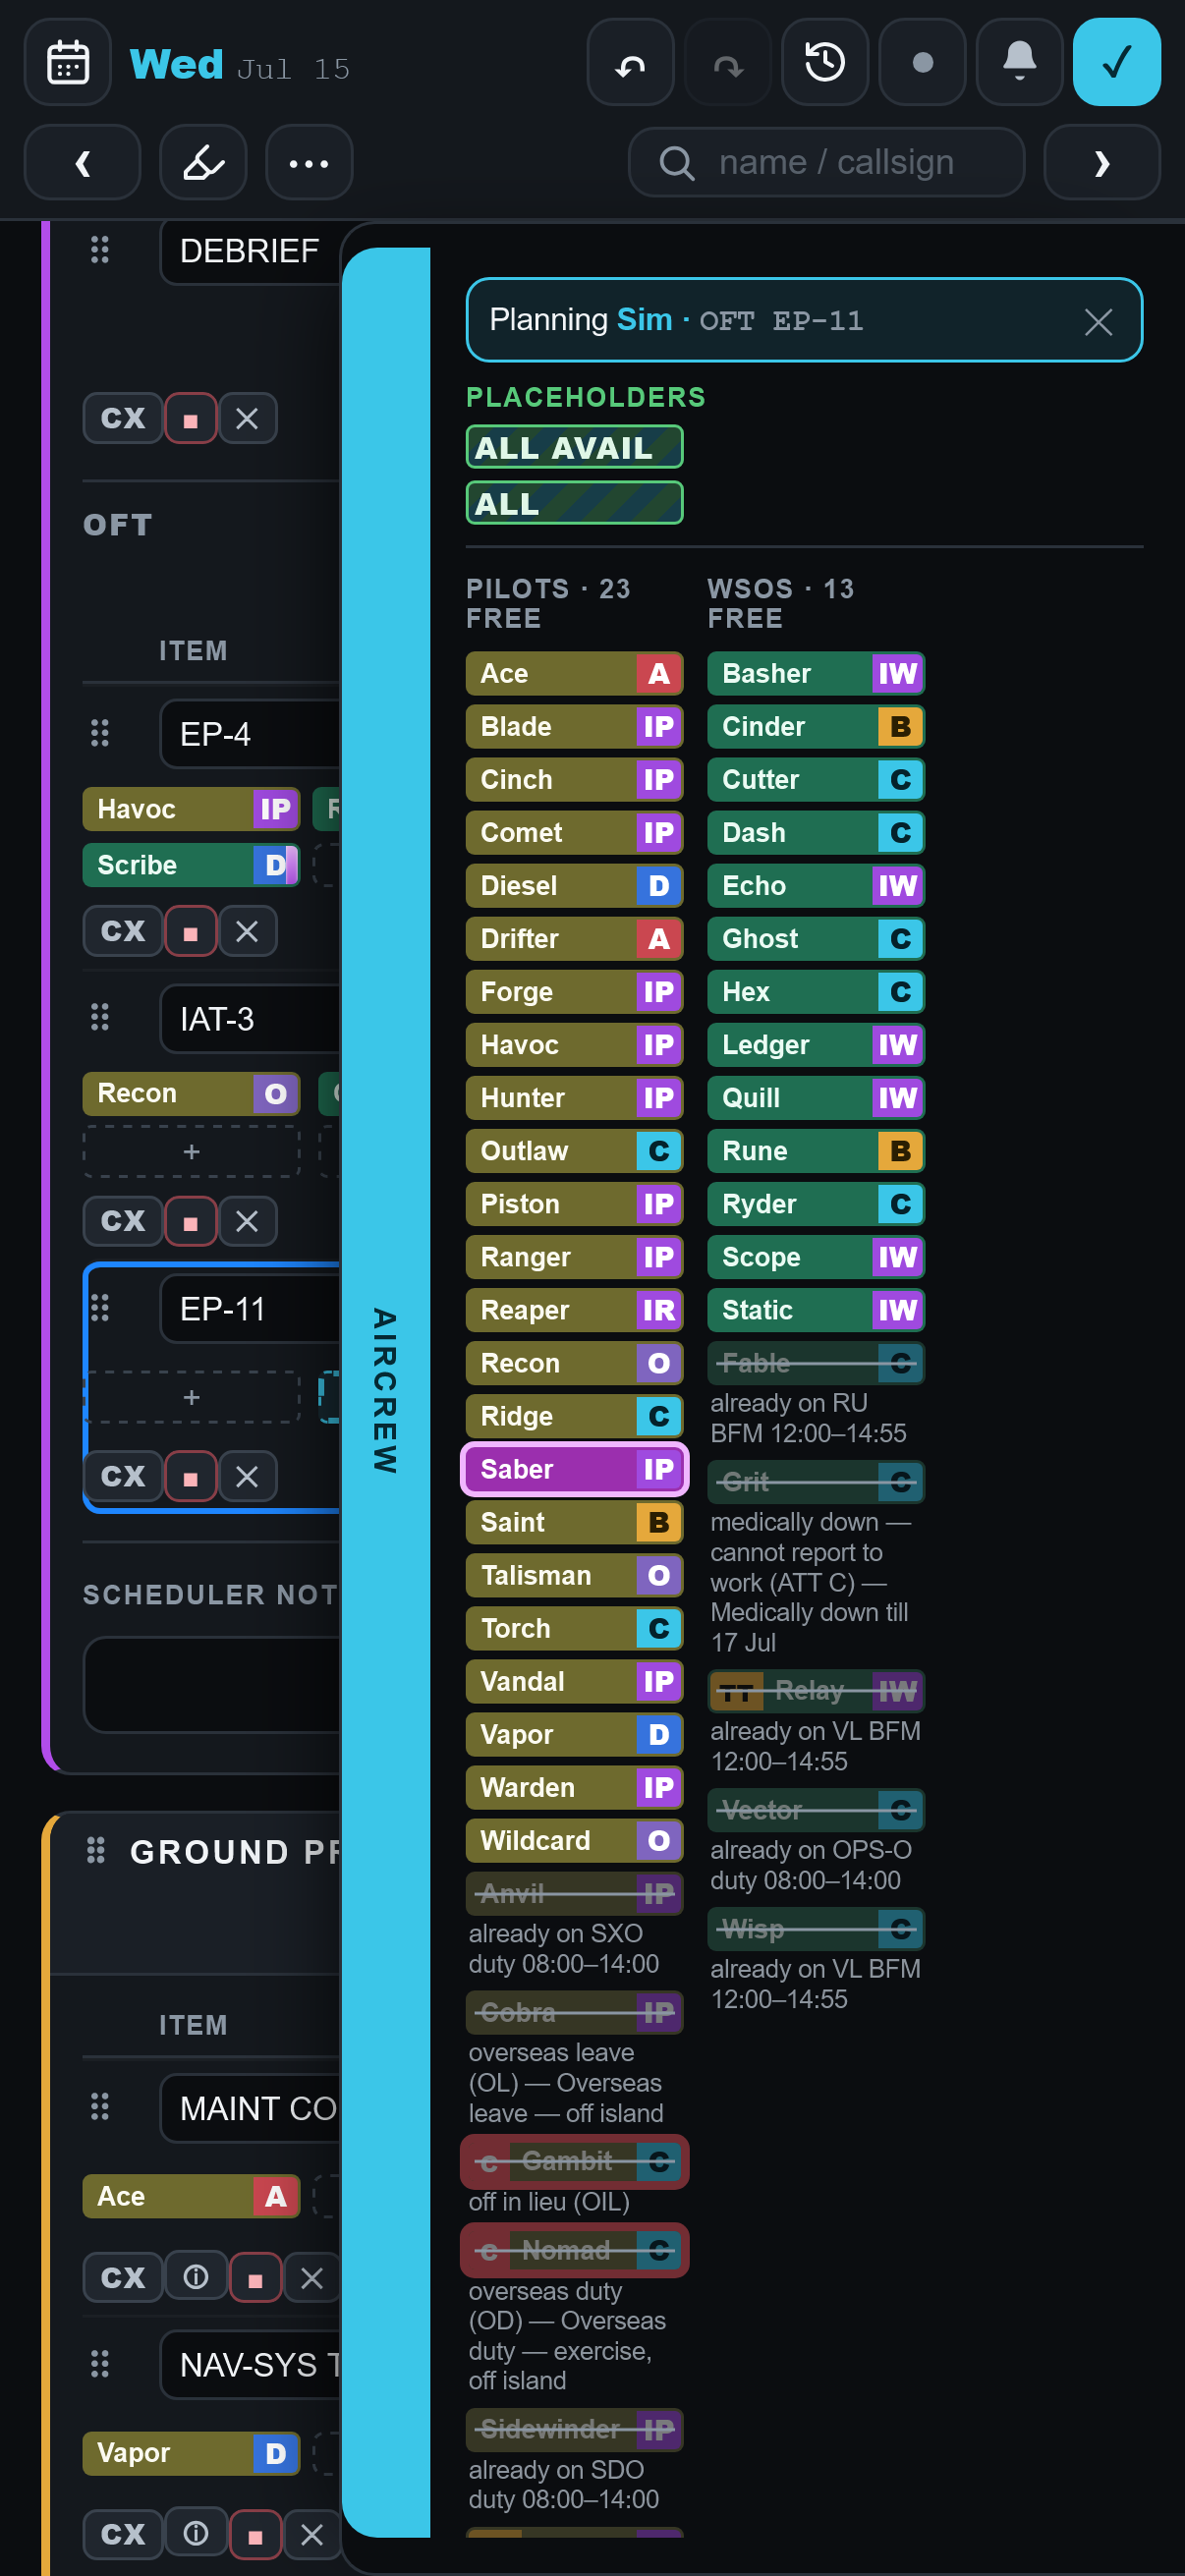 Wed Jul 15
name / callsign
DEBRIEF
CX
OFT
ITEM
EP-4
Havoc IP
Scribe D
CX
IAT-3
Recon O
+
CX
EP-11
+
CX
SCHEDULER NOT
GROUND PR
ITEM
MAINT CO
Ace A
CX
NAV-SYS T
Vapor D
CX
AIRCREW
Planning Sim · OFT EP-11
PLACEHOLDERS
ALL AVAIL
ALL
PILOTS · 23
FREE
Ace A
Blade IP
Cinch IP
Comet IP
Diesel D
Drifter A
Forge IP
Havoc IP
Hunter IP
Outlaw C
Piston IP
Ranger IP
Reaper IR
Recon O
Ridge C
Saber IP
Saint B
Talisman O
Torch C
Vandal IP
Vapor D
Warden IP
Wildcard O
Anvil IP
already on SXO
duty 08:00–14:00
Cobra IP
overseas leave
(OL) — Overseas
leave — off island
c Gambit C
off in lieu (OIL)
c Nomad C
overseas duty
(OD) — Overseas
duty — exercise,
off island
Sidewinder IP
already on SDO
duty 08:00–14:00
WSOS · 13
FREE
Basher IW
Cinder B
Cutter C
Dash C
Echo IW
Ghost C
Hex C
Ledger IW
Quill IW
Rune B
Ryder C
Scope IW
Static IW
Fable C
already on RU
BFM 12:00–14:55
Grit C
medically down —
cannot report to
work (ATT C) —
Medically down till
17 Jul
TT Relay IW
already on VL BFM
12:00–14:55
Vector C
already on OPS-O
duty 08:00–14:00
Wisp C
already on VL BFM
12:00–14:55